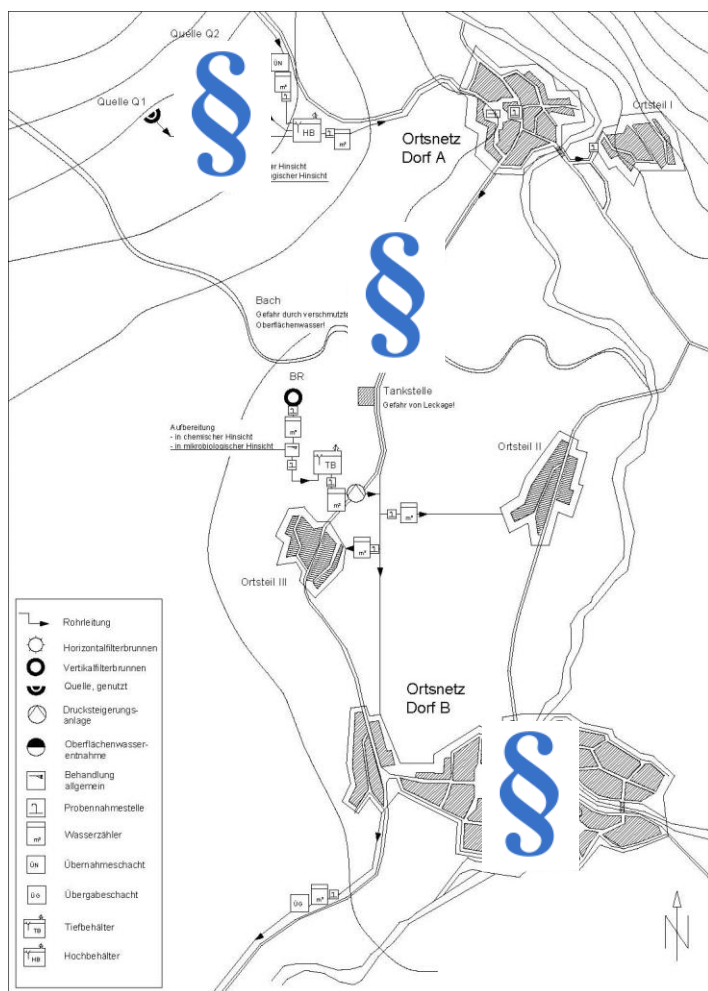 Quelle Q2
ÜN
m³
Quelle Q1
HB
m³
Ortsteil I
Ortsnetz
Dorf A
er Hinsicht
ogischer Hinsicht
Bach
Gefahr durch verschmutzte
Oberflächenwasser!
BR
Tankstelle
Gefahr von Leckage!
m³
Aufbereitung
- in chemischer Hinsicht
- in mikrobiologischer Hinsicht
TB
Ortsteil II
m³
m³
m³
Ortsteil III
Rohrleitung
Horizontalfilterbrunnen
Vertikalfilterbrunnen
Quelle, genutzt
Drucksteigerungs-
anlage
Oberflächenwasser-
entnahme
Behandlung
allgemein
Probennahmestelle
m³
Wasserzähler
ÜN
Übernahmeschacht
ÜG
Übergabeschacht
TB
Tiefbehälter
HB
Hochbehälter
Ortsnetz
Dorf B
ÜG
m³
N
§
§
§
§